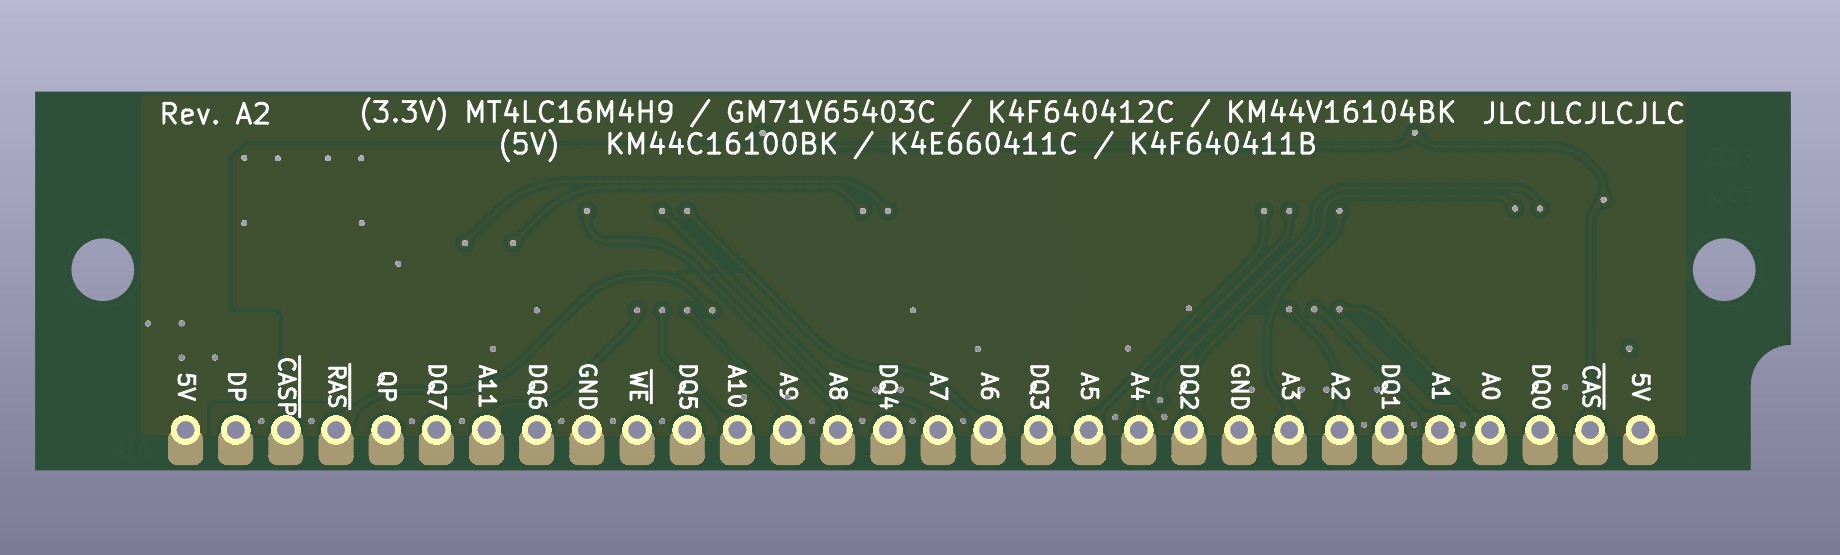 Rev. A2 (3.3V) MT4LC16M4H9 / GM71V65403C / K4F640412C / KM44V16104BK JLCJLCJLCJLC
(5V) KM44C16100BK / K4E660411C / K4F640411B
5V DP CASP RAS QP DQ7 A11 DQ6 GND WE DQ5 A10 A9 A8 DQ4 A7 A6 DQ3 A5 A4 DQ2 GND A3 A2 DQ1 A1 A0 DQ0 CAS 5V